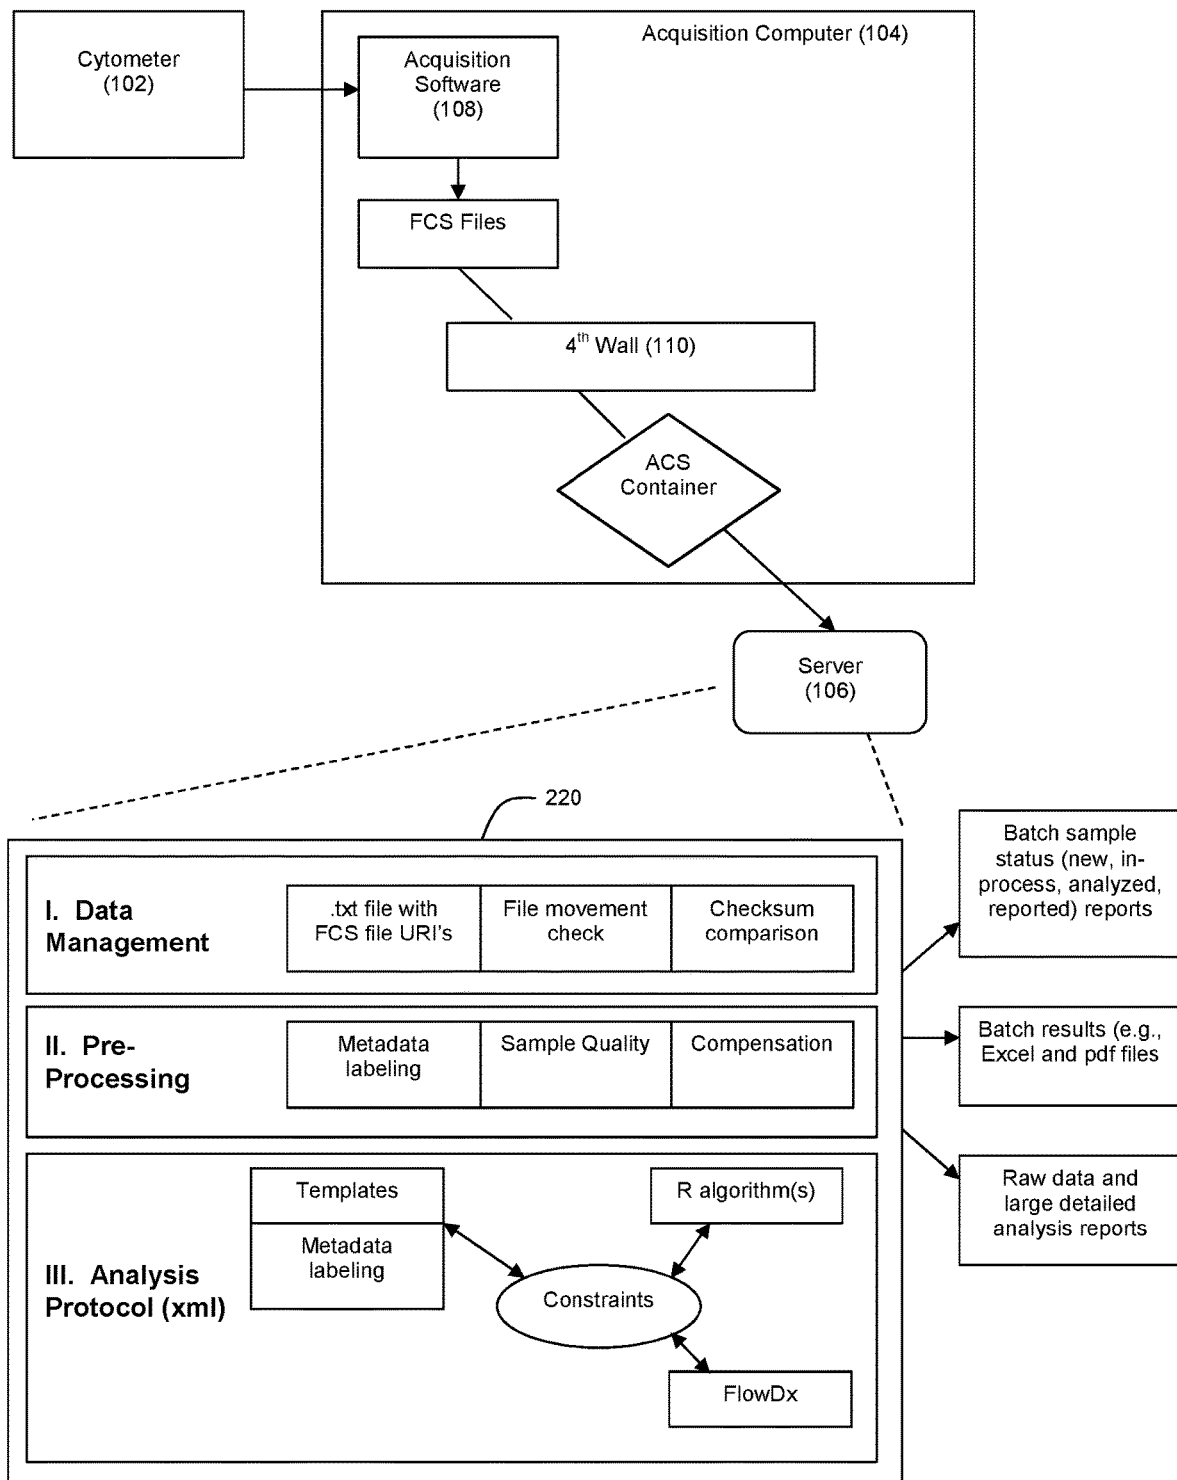 Cytometer
(102)
Acquisition Computer (104)
Acquisition
Software
(108)
FCS Files
4th Wall (110)
ACS
Container
Server
(106)
220
I. Data
Management
.txt file with
FCS file URI's
File movement
check
Checksum
comparison
II. Pre-
Processing
Metadata
labeling
Sample Quality
Compensation
III. Analysis
Protocol (xml)
Templates
Metadata
labeling
R algorithm(s)
Constraints
FlowDx
Batch sample
status (new, in-
process, analyzed,
reported) reports
Batch results (e.g.,
Excel and pdf files
Raw data and
large detailed
analysis reports